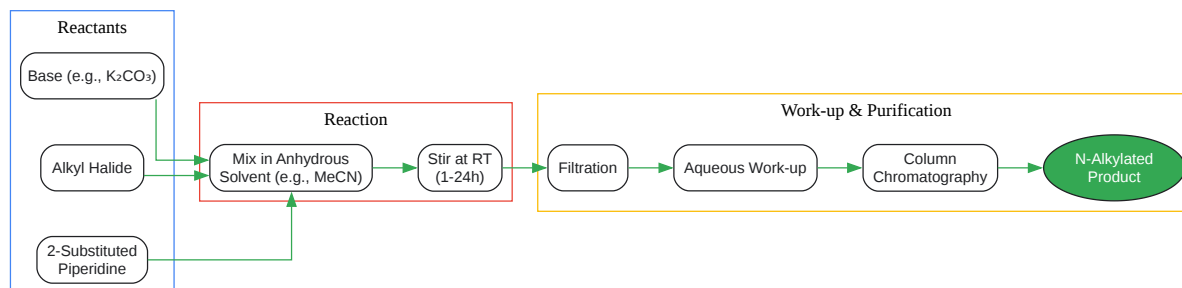 Reactants
Base (e.g., K₂CO₃)
Alkyl Halide
2-Substituted
Piperidine
Reaction
Mix in Anhydrous
Solvent (e.g., MeCN)
Stir at RT
(1-24h)
Work-up & Purification
Filtration
Aqueous Work-up
Column
Chromatography
N-Alkylated
Product